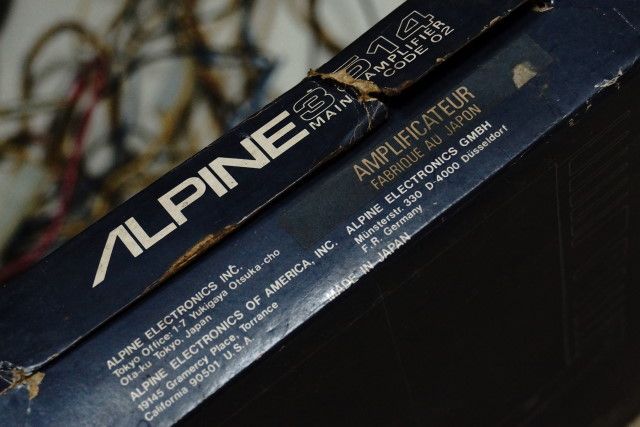 ALPINE 3514
MAIN AMPLIFIER
CODE 02
AMPLIFICATEUR
FABRIQUE AU JAPON
ALPINE ELECTRONICS INC.
Tokyo Office: 1-7 Yukigaya Otsuka-cho
Ota-ku Tokyo. Japan
ALPINE ELECTRONICS OF AMERICA, INC.
19145 Gramercy Place, Torrance
California 90501 U.S.A.
ALPINE ELECTRONICS GMBH
Münsterstr. 330 D-4000 Düsseldorf
F.R. Germany
MADE IN JAPAN